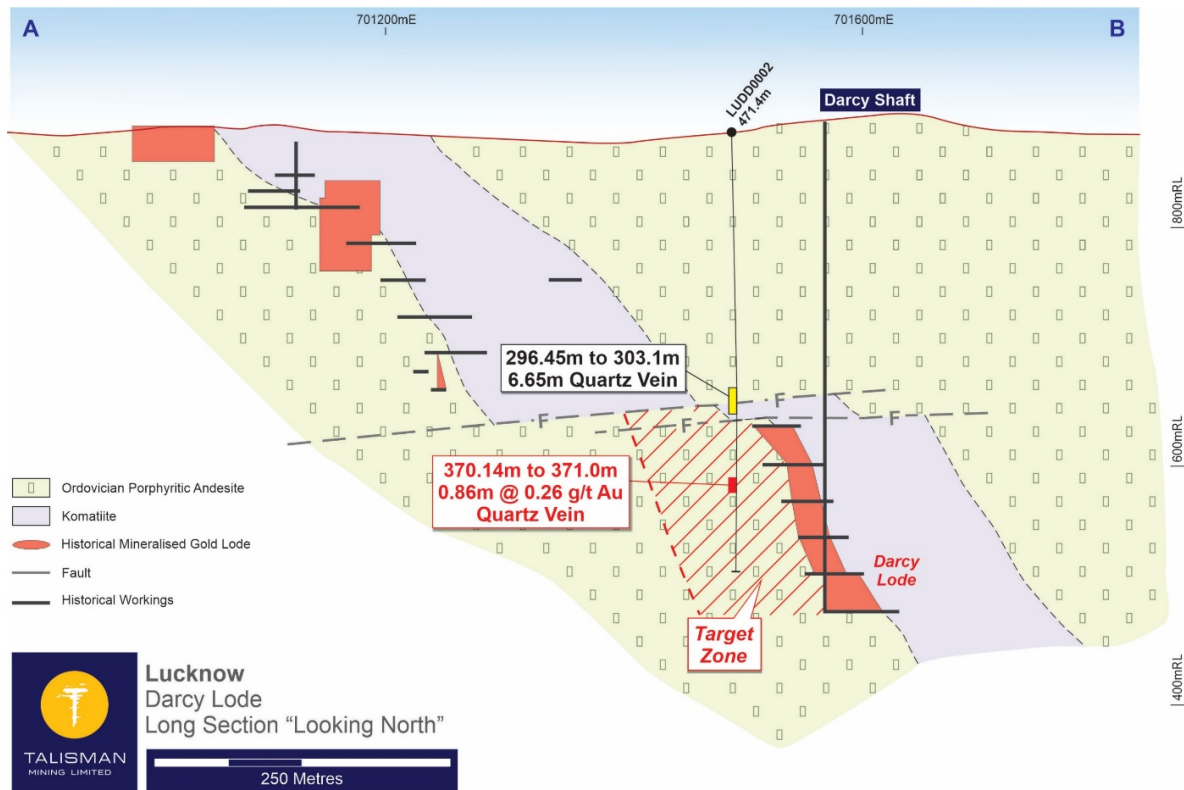 701200mE
701600mE
A
B
LUDD0002
471.4m
Darcy Shaft
800mRL
600mRL
400mRL
296.45m to 303.1m
6.65m Quartz Vein
F
F
F
F
370.14m to 371.0m
0.86m @ 0.26 g/t Au
Quartz Vein
Darcy
Lode
Target
Zone
Ordovician Porphyritic Andesite
Komatiite
Historical Mineralised Gold Lode
Fault
Historical Workings
TALISMAN
MINING LIMITED
Lucknow
Darcy Lode
Long Section “Looking North”
250 Metres